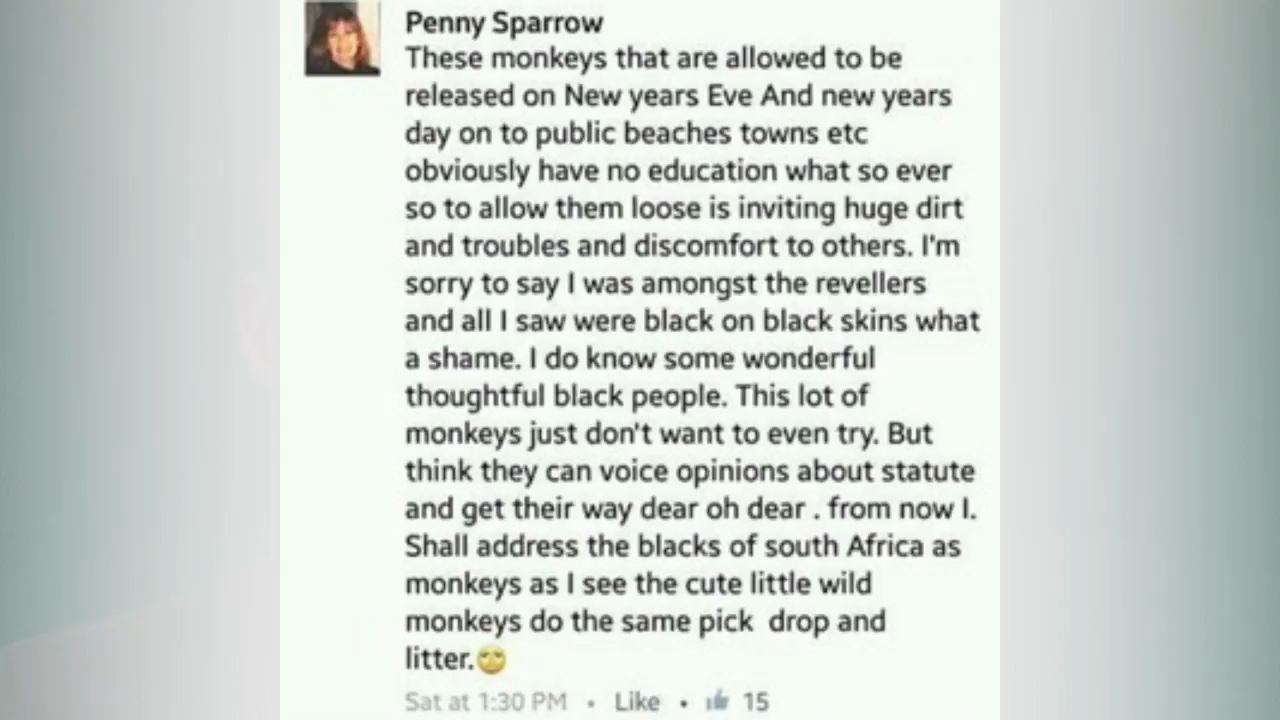 Penny Sparrow
These monkeys that are allowed to be
released on New years Eve And new years
day on to public beaches towns etc
obviously have no education what so ever
so to allow them loose is inviting huge dirt
and troubles and discomfort to others. I'm
sorry to say I was amongst the revellers
and all I saw were black on black skins what
a shame. I do know some wonderful
thoughtful black people. This lot of
monkeys just don't want to even try. But
think they can voice opinions about statute
and get their way dear oh dear . from now I.
Shall address the blacks of south Africa as
monkeys as I see the cute little wild
monkeys do the same pick  drop and
litter.🙄
Sat at 1:30 PM • Like • 👍 15